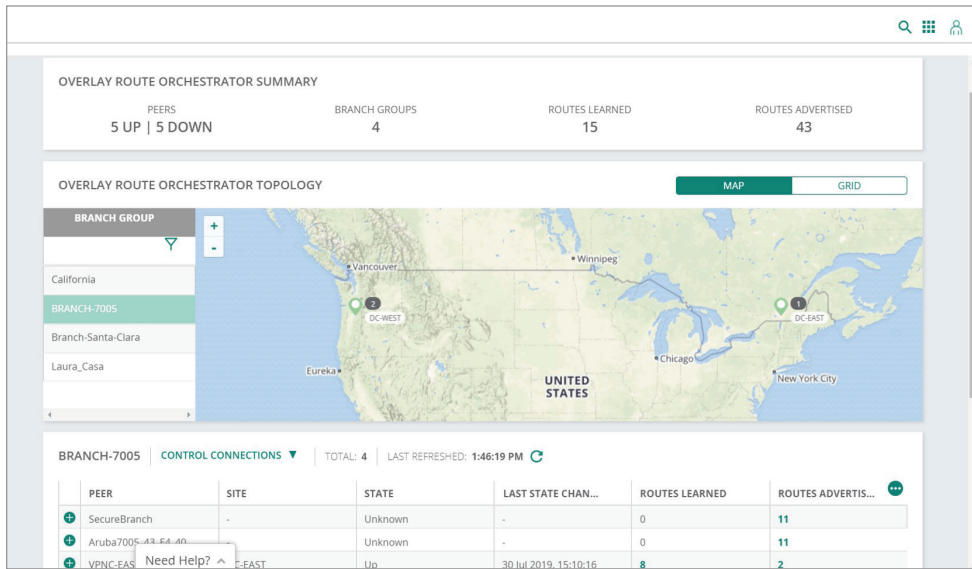 OVERLAY ROUTE ORCHESTRATOR SUMMARY
PEERS BRANCH GROUPS ROUTES LEARNED ROUTES ADVERTISED
5 UP | 5 DOWN 4 15 43
OVERLAY ROUTE ORCHESTRATOR TOPOLOGY MAP GRID
BRANCH GROUP
+
-
California
BRANCH-7005
Branch-Santa-Clara
Laura_Casa
Winnipeg
Vancouver
2
DC-WEST
1
DC-EAST
Chicago
Eureka
New York City
UNITED
STATES
BRANCH-7005 CONTROL CONNECTIONS ▼ TOTAL: 4 LAST REFRESHED: 1:46:19 PM
PEER SITE STATE LAST STATE CHAN... ROUTES LEARNED ROUTES ADVERTIS...
SecureBranch - Unknown - 0 11
Aruba7005_43_F4_40 - Unknown - 0 11
Need Help?
Up 30 Jul 2019, 15:10:16 8 2